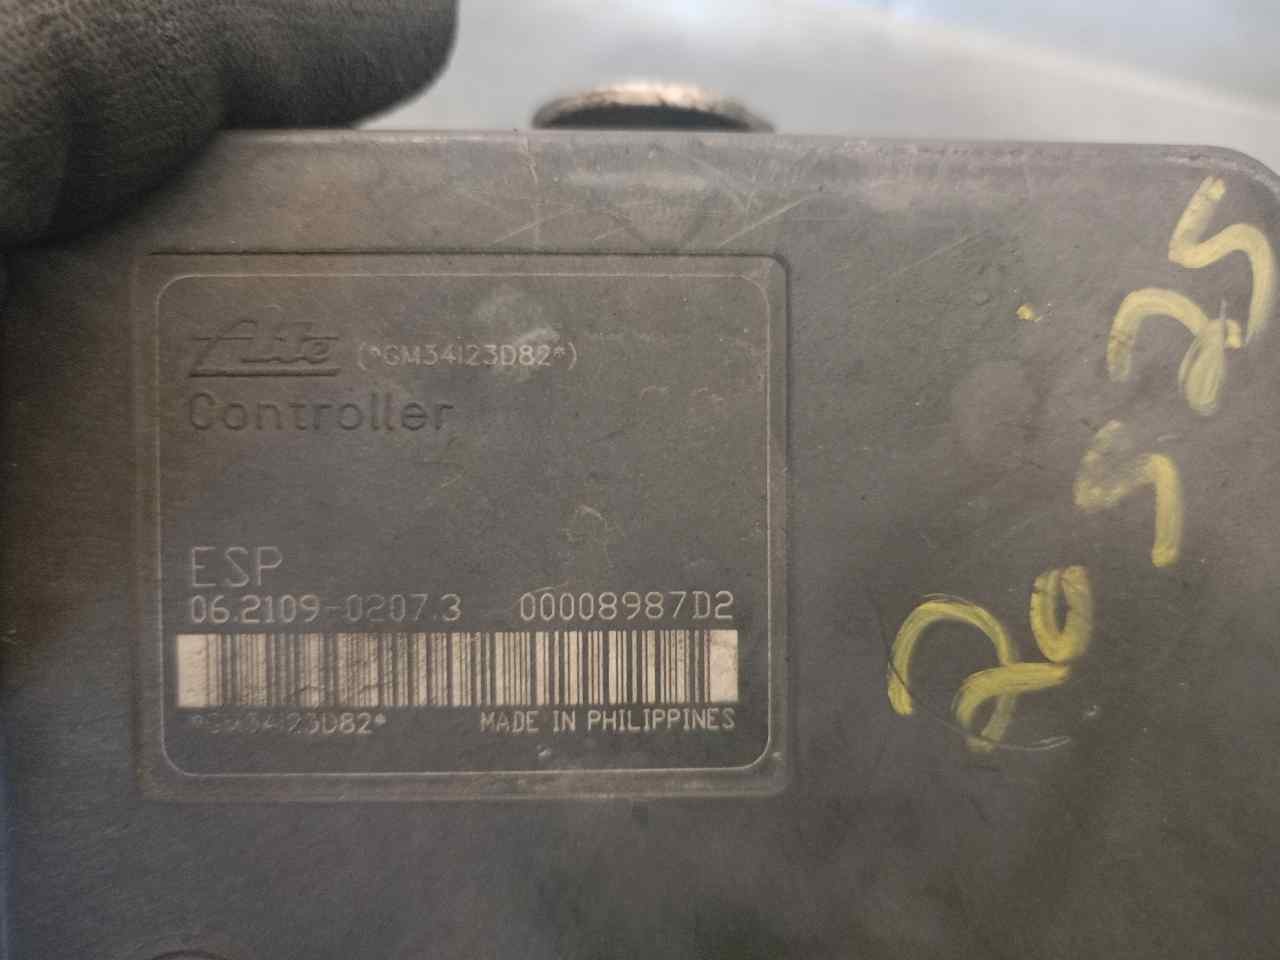 Ate (*GM34123D82*)
Controller
ESP
06.2109-0207.3 00008987D2
*GM34123D82* MADE IN PHILIPPINES